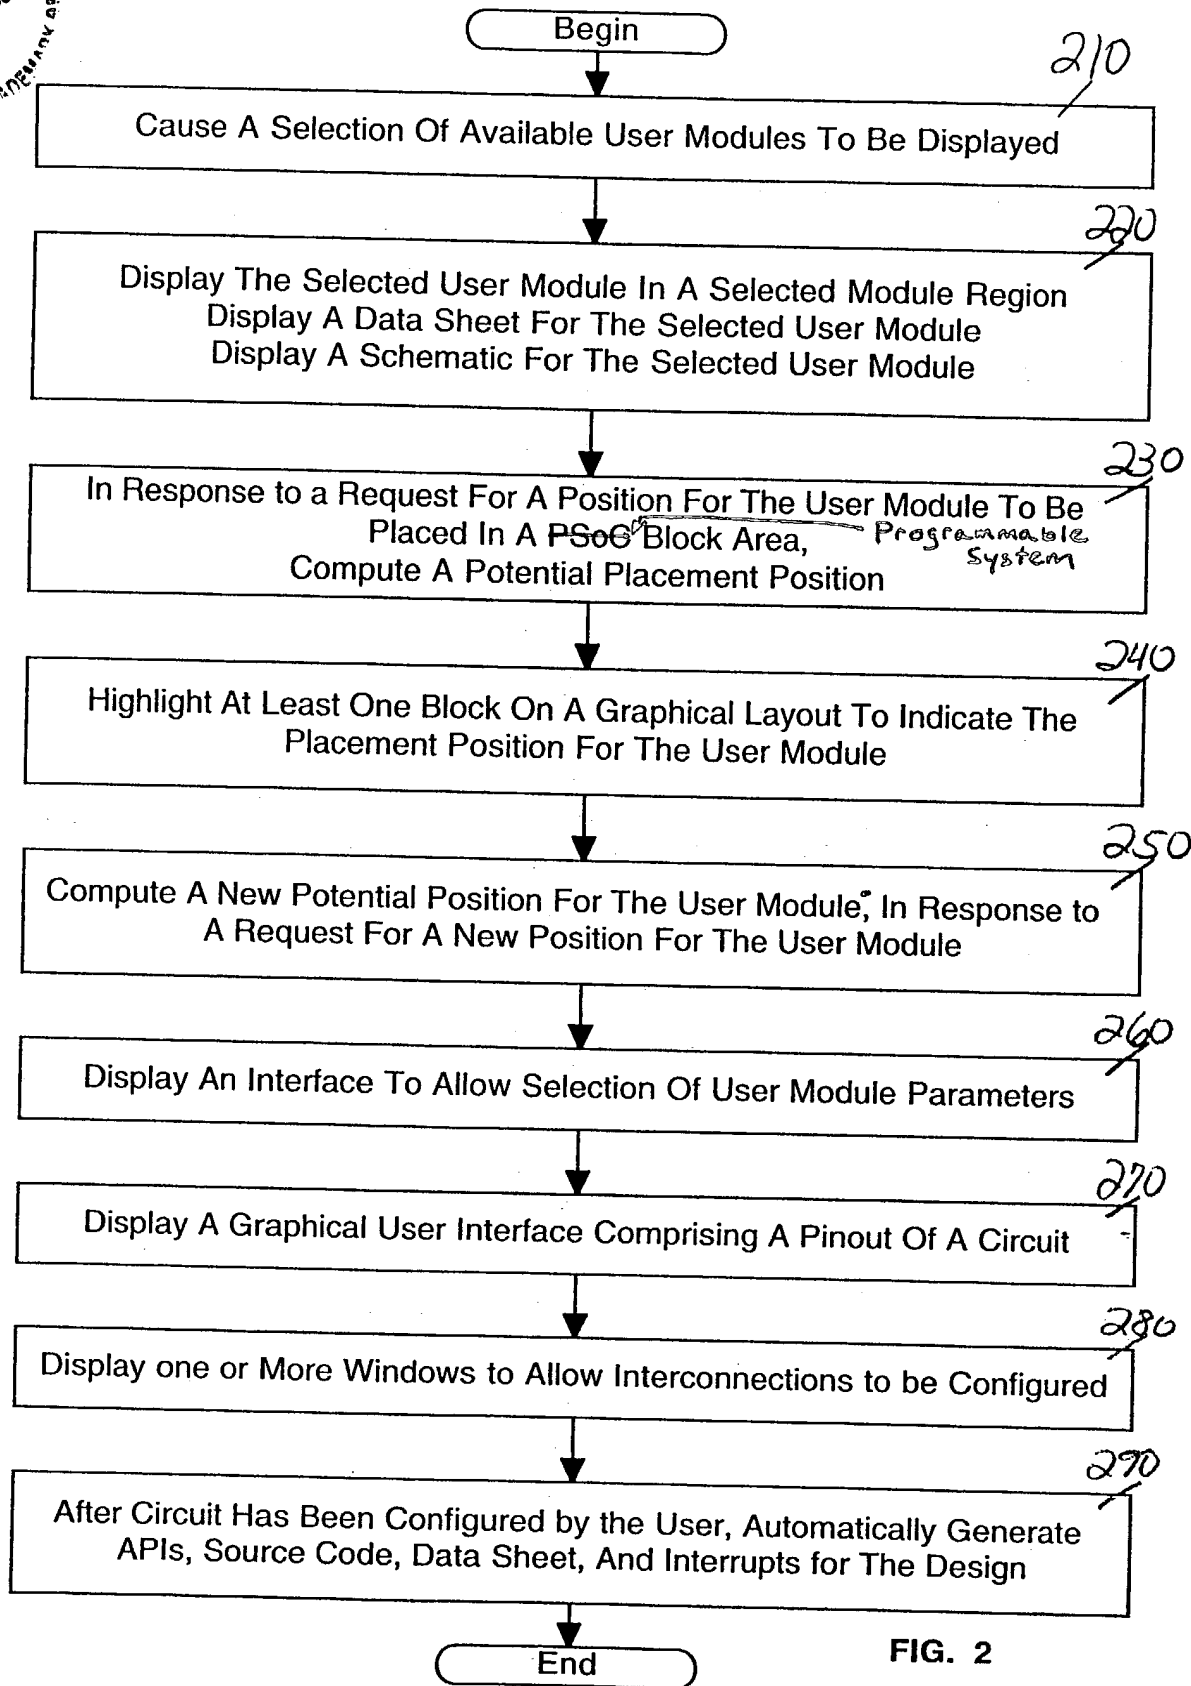 Begin
210
Cause A Selection Of Available User Modules To Be Displayed
220
Display The Selected User Module In A Selected Module Region
Display A Data Sheet For The Selected User Module
Display A Schematic For The Selected User Module
230
In Response to a Request For A Position For The User Module To Be
Placed In A PSoC Block Area,
Programmable
System
Compute A Potential Placement Position
240
Highlight At Least One Block On A Graphical Layout To Indicate The
Placement Position For The User Module
250
Compute A New Potential Position For The User Module, In Response to
A Request For A New Position For The User Module
260
Display An Interface To Allow Selection Of User Module Parameters
270
Display A Graphical User Interface Comprising A Pinout Of A Circuit
280
Display one or More Windows to Allow Interconnections to be Configured
290
After Circuit Has Been Configured by the User, Automatically Generate
APIs, Source Code, Data Sheet, And Interrupts for The Design
End
FIG. 2